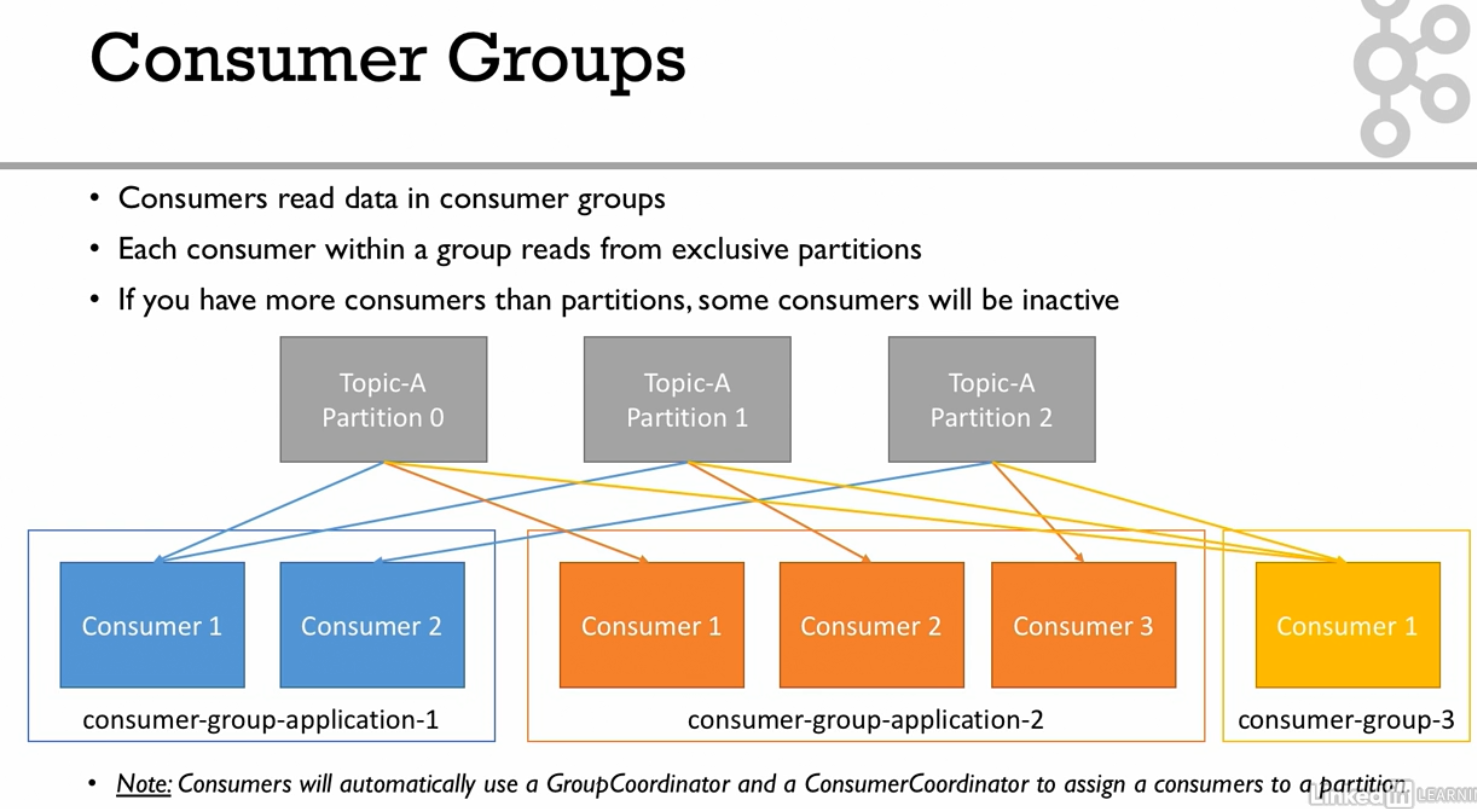 Consumer Groups
• Consumers read data in consumer groups
• Each consumer within a group reads from exclusive partitions
• If you have more consumers than partitions, some consumers will be inactive
Topic-A
Partition 0
Topic-A
Partition 1
Topic-A
Partition 2
Consumer 1
Consumer 2
consumer-group-application-1
Consumer 1
Consumer 2
Consumer 3
consumer-group-application-2
Consumer 1
consumer-group-3
• Note: Consumers will automatically use a GroupCoordinator and a ConsumerCoordinator to assign a consumers to a partition.
Linked in LEARNI